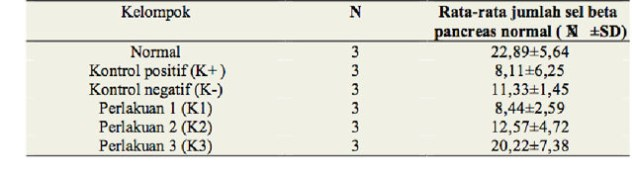 Kelompok N Rata-rata jumlah sel beta
pancreas normal ( X̄ ±SD)
Normal 3 22,89±5,64
Kontrol positif (K+) 3 8,11±6,25
Kontrol negatif (K-) 3 11,33±1,45
Perlakuan 1 (K1) 3 8,44±2,59
Perlakuan 2 (K2) 3 12,57±4,72
Perlakuan 3 (K3) 3 20,22±7,38